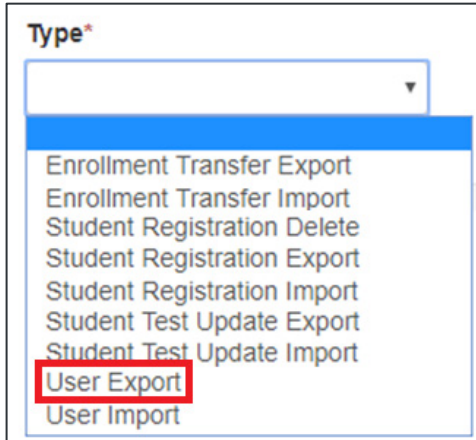 Type*
Enrollment Transfer Export
Enrollment Transfer Import
Student Registration Delete
Student Registration Export
Student Registration Import
Student Test Update Export
Student Test Update Import
User Export
User Import